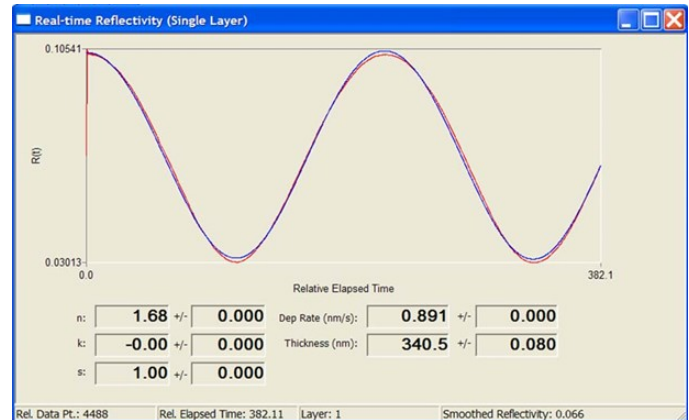 Real-time Reflectivity (Single Layer)
0.10541
R(t)
0.03013
0.0
382.1
Relative Elapsed Time
n: 1.68 +/- 0.000 Dep Rate (nm/s): 0.891 +/- 0.000
k: -0.00 +/- 0.000 Thickness (nm): 340.5 +/- 0.080
s: 1.00 +/- 0.000
Rel. Data Pt.: 4488 Rel. Elapsed Time: 382.11 Layer: 1 Smoothed Reflectivity: 0.066